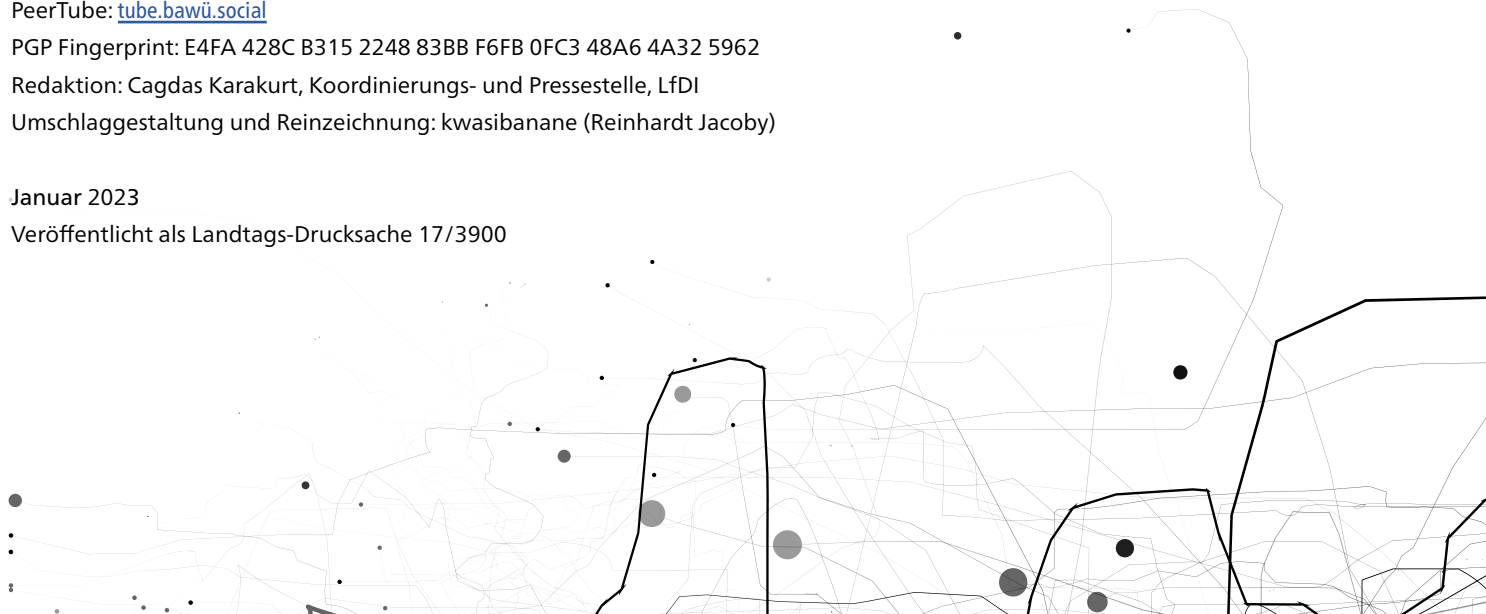 PeerTube: tube.bawü.social
PGP Fingerprint: E4FA 428C B315 2248 83BB F6FB 0FC3 48A6 4A32 5962
Redaktion: Cagdas Karakurt, Koordinierungs- und Pressestelle, LfDI
Umschlaggestaltung und Reinzeichnung: kwasibanane (Reinhardt Jacoby)
Januar 2023
Veröffentlicht als Landtags-Drucksache 17/3900